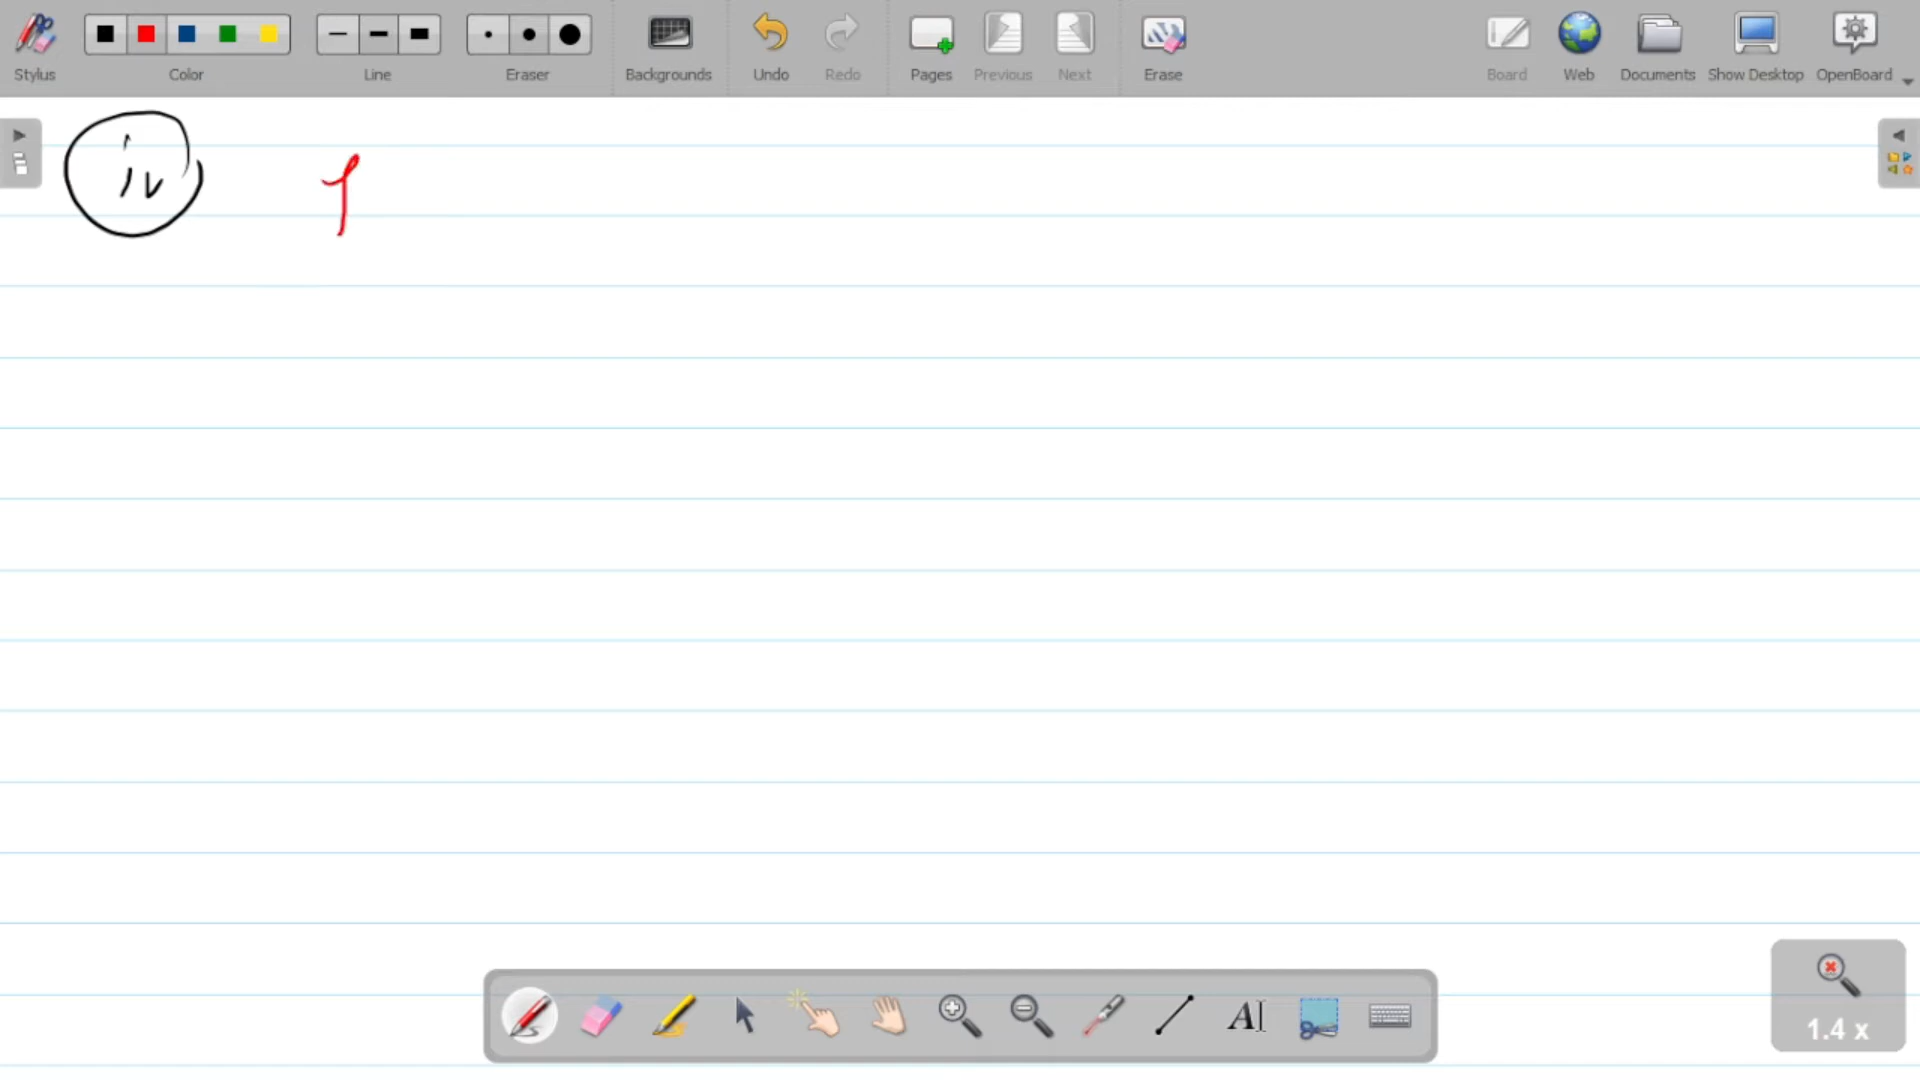 Stylus Color Line Eraser Backgrounds Undo Redo Pages Previous Next Erase Board Web Documents Show Desktop OpenBoard
iv
1.4 x